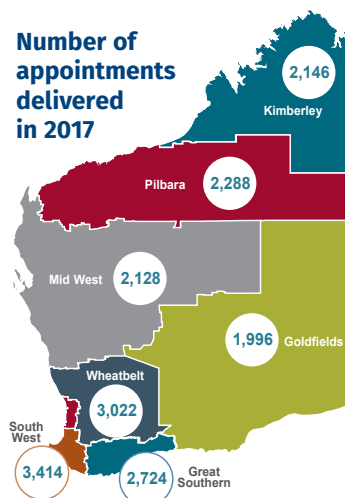 Number of
appointments
delivered
in 2017
2,146
Kimberley
Pilbara
2,288
Mid West
2,128
1,996
Goldfields
Wheatbelt
3,022
South
West
3,414
2,724
Great
Southern